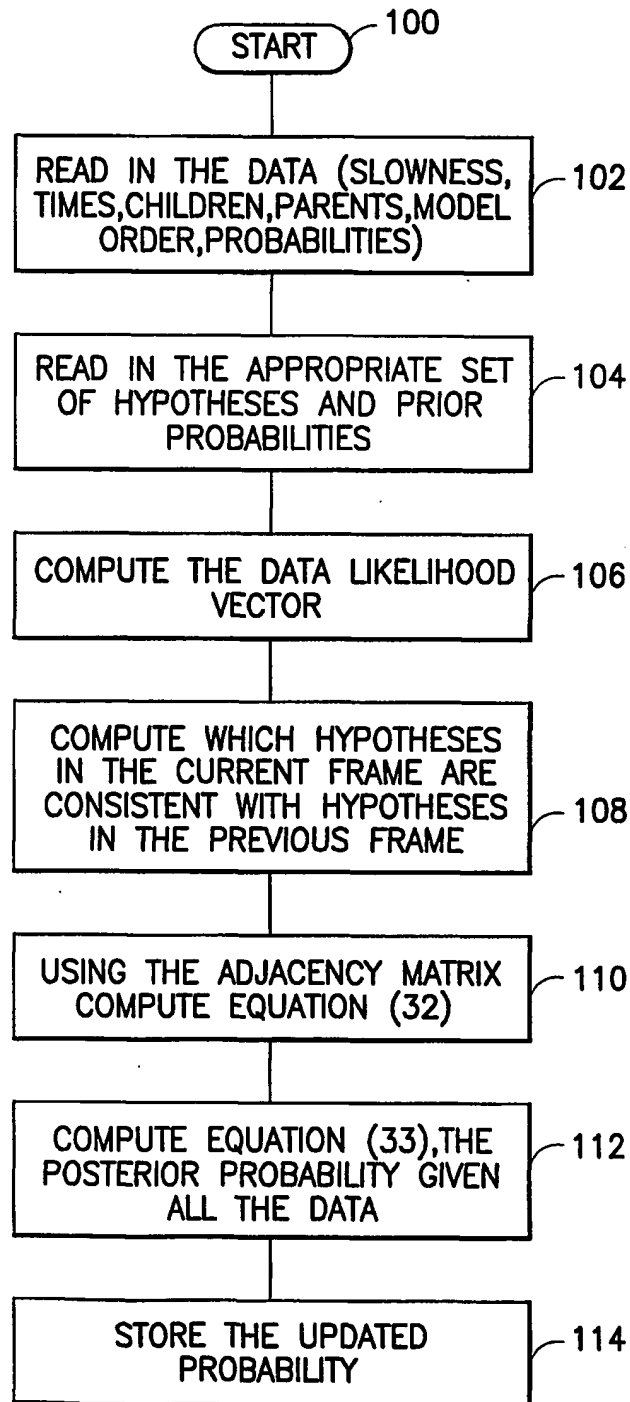 START
100
READ IN THE DATA (SLOWNESS,
TIMES,CHILDREN,PARENTS,MODEL
ORDER,PROBABILITIES)
102
READ IN THE APPROPRIATE SET
OF HYPOTHESES AND PRIOR
PROBABILITIES
104
COMPUTE THE DATA LIKELIHOOD
VECTOR
106
COMPUTE WHICH HYPOTHESES
IN THE CURRENT FRAME ARE
CONSISTENT WITH HYPOTHESES
IN THE PREVIOUS FRAME
108
USING THE ADJACENCY MATRIX
COMPUTE EQUATION (32)
110
COMPUTE EQUATION (33),THE
POSTERIOR PROBABILITY GIVEN
ALL THE DATA
112
STORE THE UPDATED
PROBABILITY
114